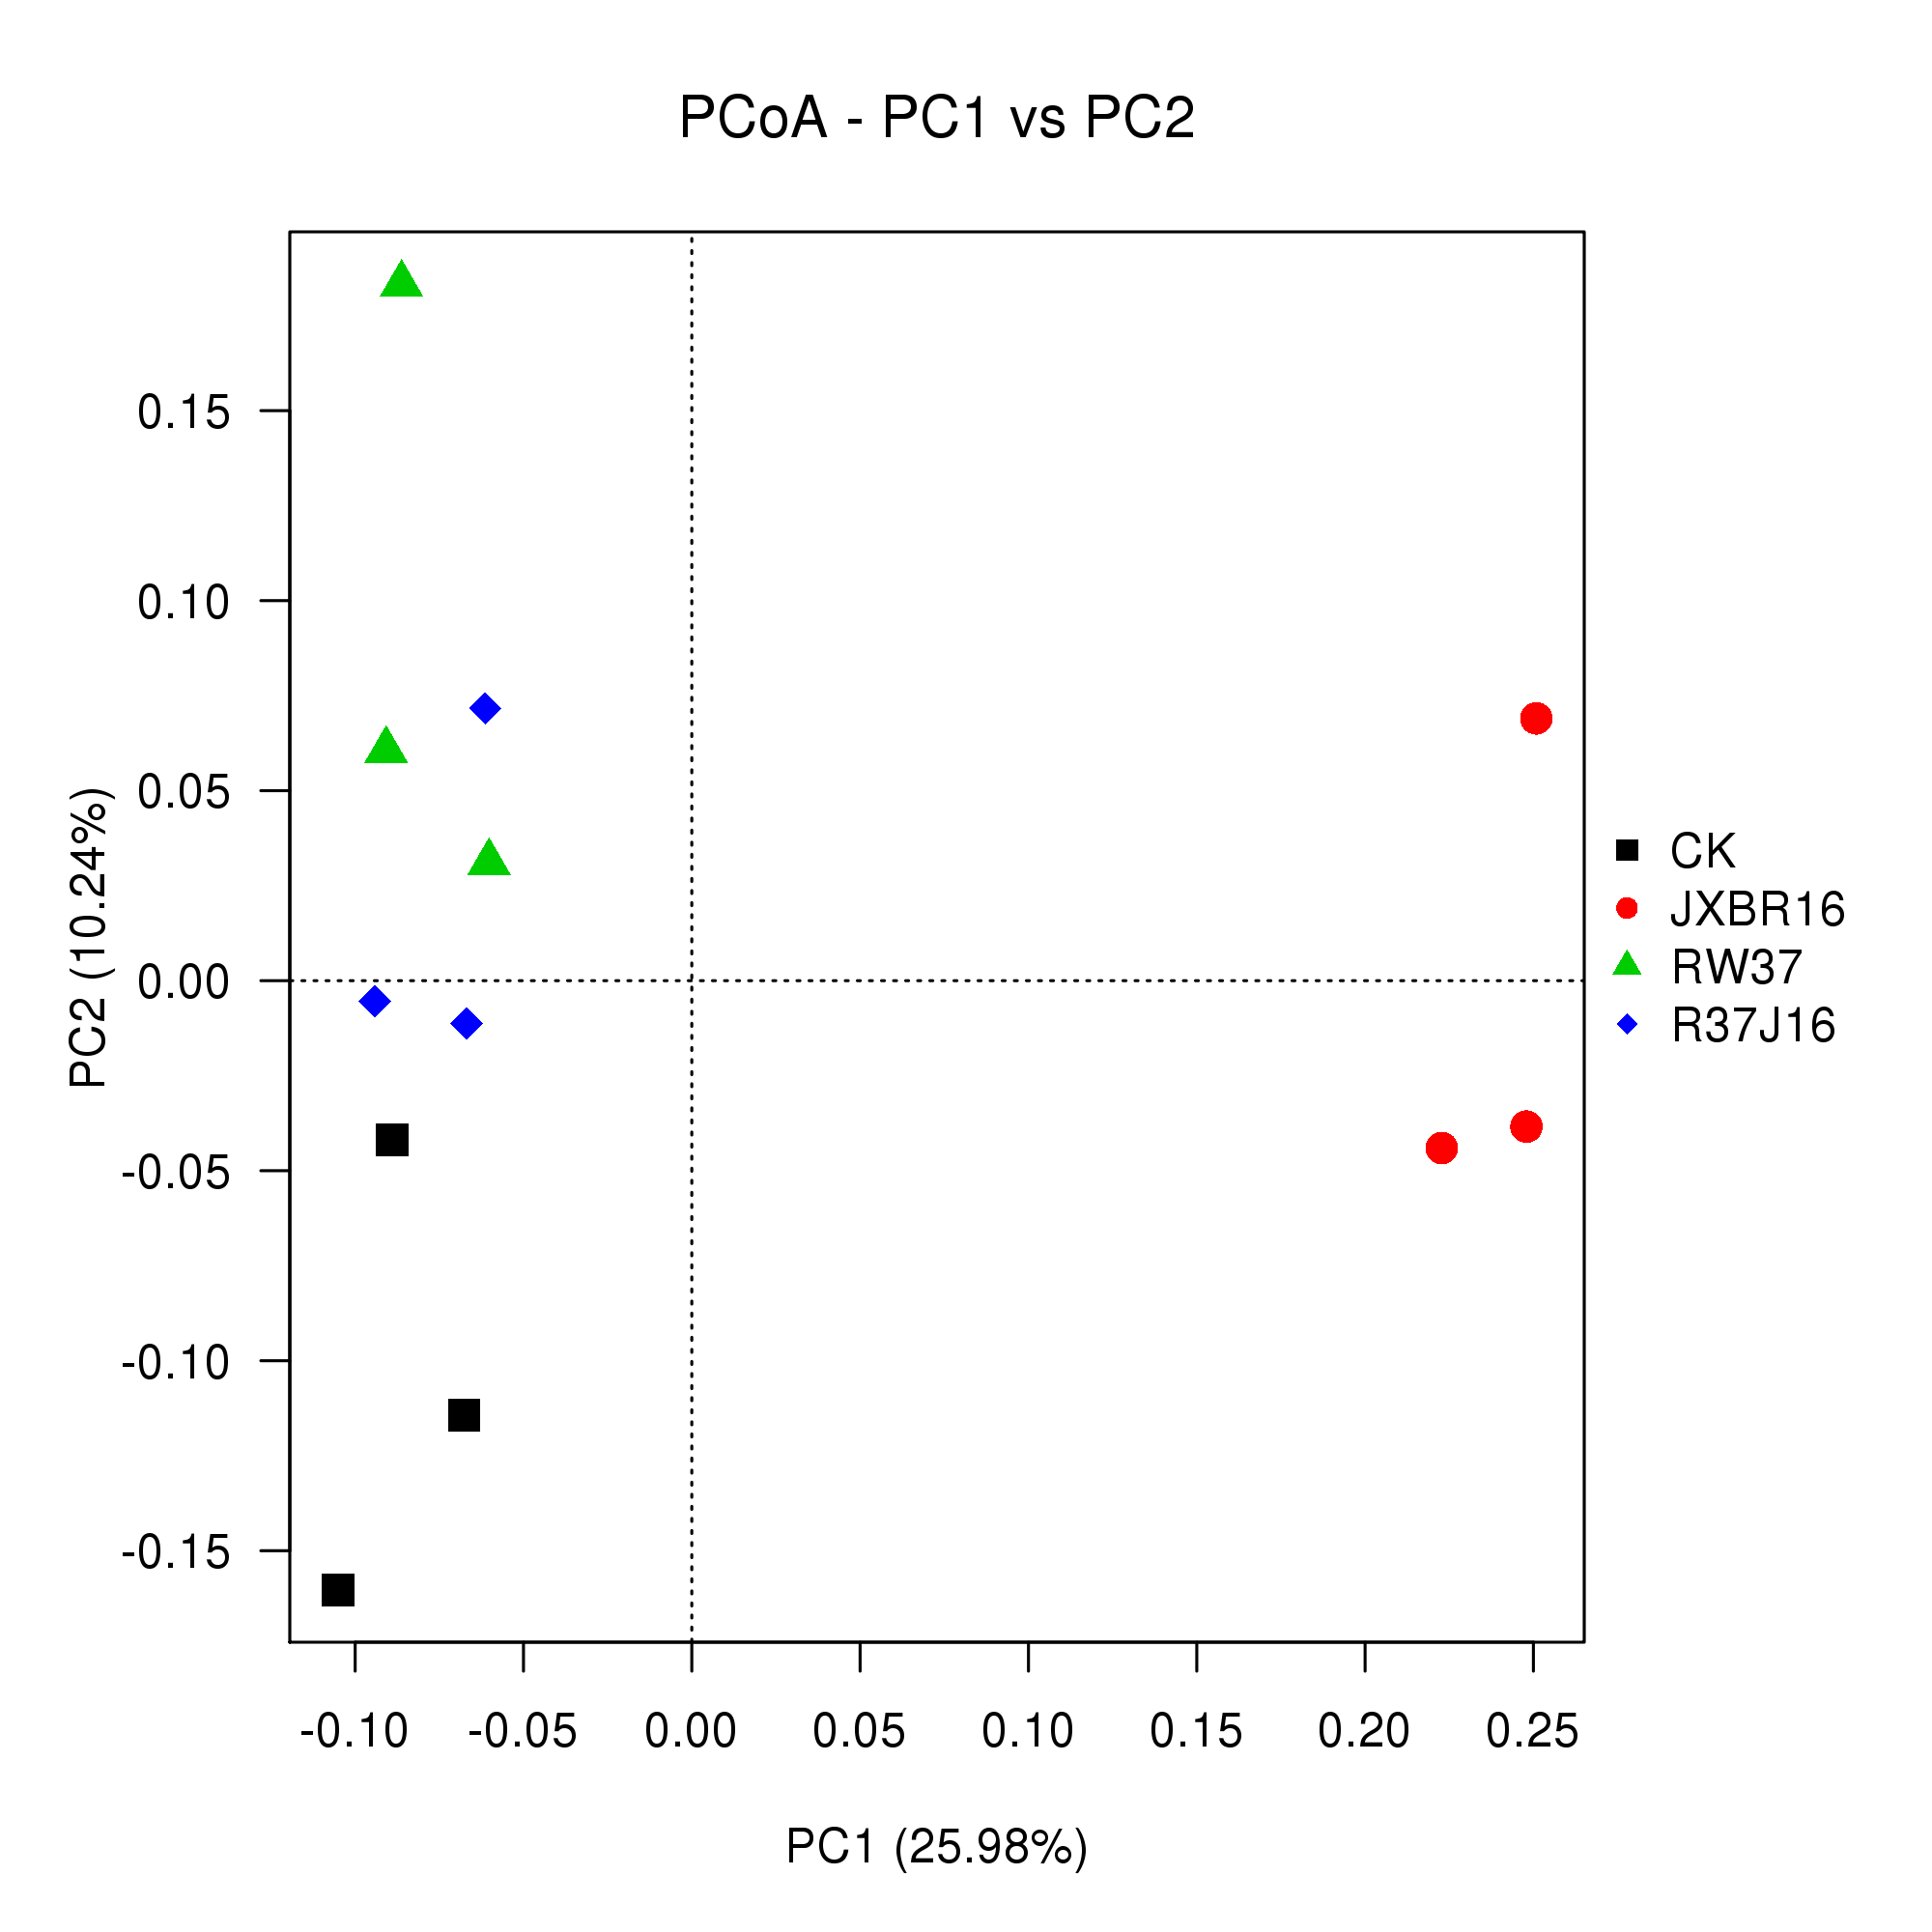 PCoA - PC1 vs PC2
0.15
0.10
0.05
0.00
-0.05
-0.10
-0.15
PC2 (10.24%)
CK
JXBR16
RW37
R37J16
-0.10 -0.05 0.00 0.05 0.10 0.15 0.20 0.25
PC1 (25.98%)